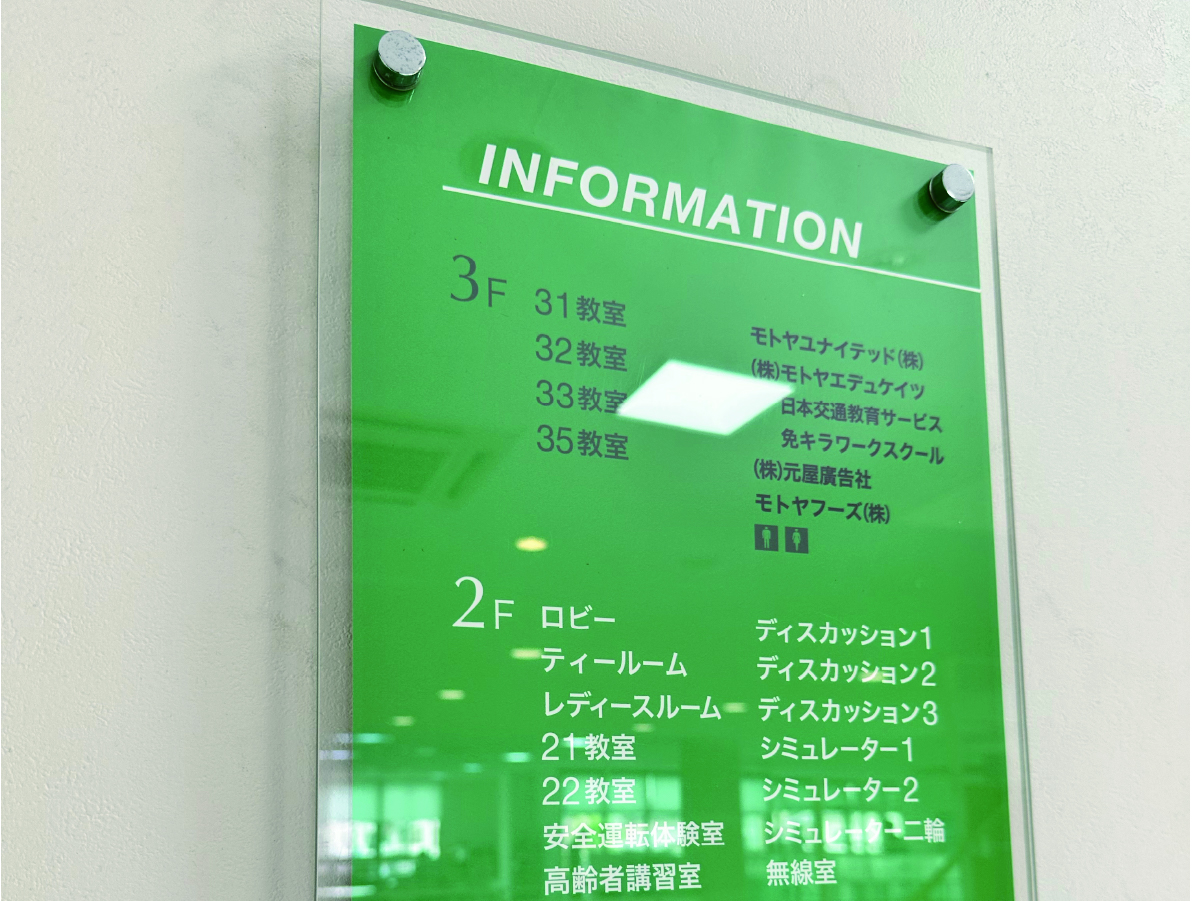 INFORMATION
3F
31教室
32教室
33教室
35教室
モトヤユナイテッド(株)
(株)モトヤエデュケイツ
日本交通教育サービス
免キラワークスクール
(株)元屋廣告社
モトヤフーズ(株)
2F
ロビー
ティールーム
レディースルーム
21教室
22教室
安全運転体験室
高齢者講習室
ディスカッション1
ディスカッション2
ディスカッション3
シミュレーター1
シミュレーター2
シミュレーター二輪
無線室